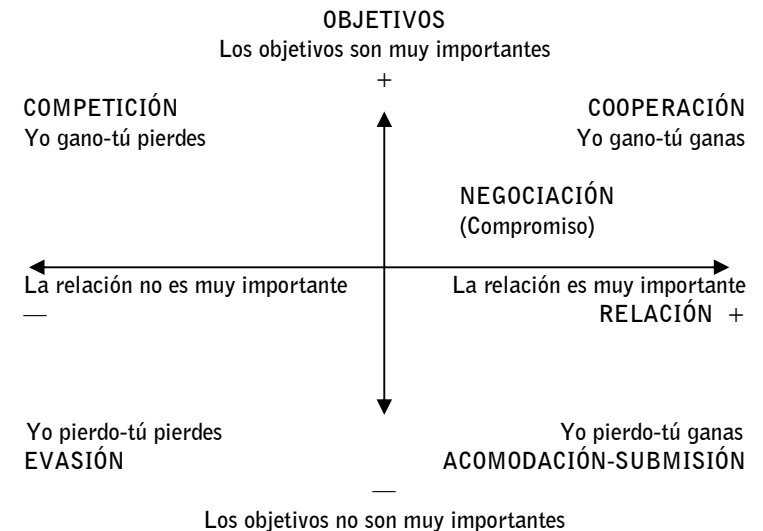 OBJETIVOS
Los objetivos son muy importantes
+
COMPETICIÓN
Yo gano-tú pierdes
COOPERACIÓN
Yo gano-tú ganas
NEGOCIACIÓN
(Compromiso)
La relación no es muy importante
—
La relación es muy importante
RELACIÓN +
Yo pierdo-tú pierdes
EVASIÓN
Yo pierdo-tú ganas
ACOMODACIÓN-SUBMISIÓN
—
Los objetivos no son muy importantes